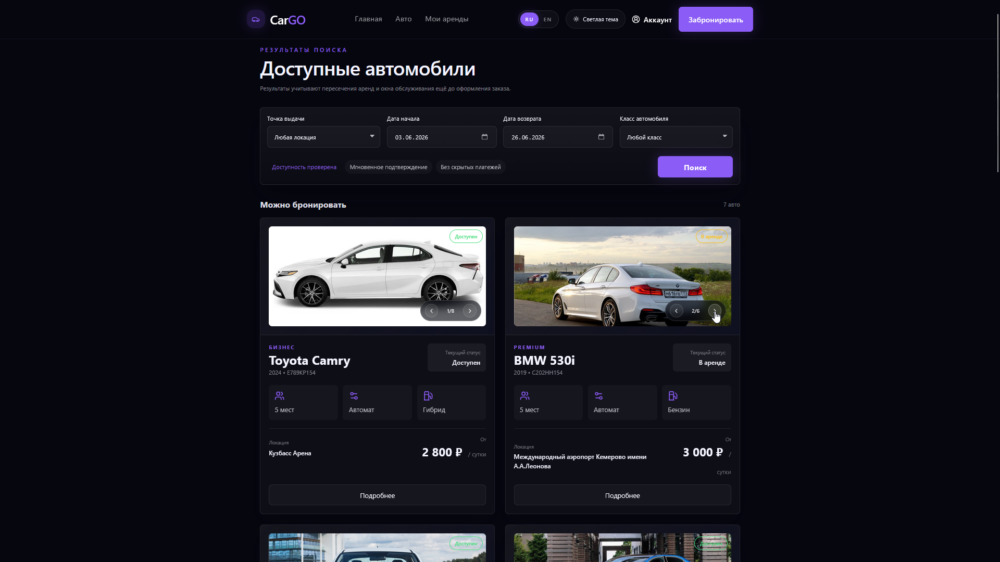 CarGO
Главная
Авто
Мои аренды
RU
EN
Светлая тема
Аккаунт
Забронировать
РЕЗУЛЬТАТЫ ПОИСКА
Доступные автомобили
Результаты учитывают пересечения аренд и окна обслуживания ещё до оформления заказа.
Точка выдачи
Дата начала
Дата возврата
Класс автомобиля
Любая локация
03.06.2026
26.06.2026
Любой класс
Доступность проверена
Мгновенное подтверждение
Без скрытых платежей
Поиск
Можно бронировать
7 авто
Доступен
1/8
БИЗНЕС
Toyota Camry
2024 • E789KP154
Текущий статус
Доступен
5 мест
Автомат
Гибрид
Локация
Кузбасс Арена
От
2 800 ₽ / сутки
Подробнее
В аренде
2/6
PREMIUM
BMW 530i
2019 • C202HH154
Текущий статус
В аренде
5 мест
Автомат
Бензин
Локация
Международный аэропорт Кемерово имени
А.А.Леонова
От
3 000 ₽ /
сутки
Подробнее
Доступен
Доступен